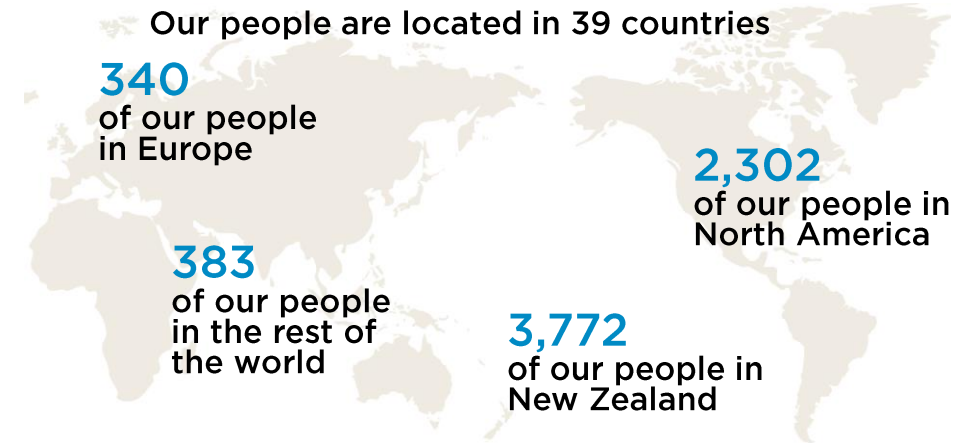 Our people are located in 39 countries
340
of our people
in Europe
2,302
of our people in
North America
383
of our people
in the rest of
the world
3,772
of our people in
New Zealand